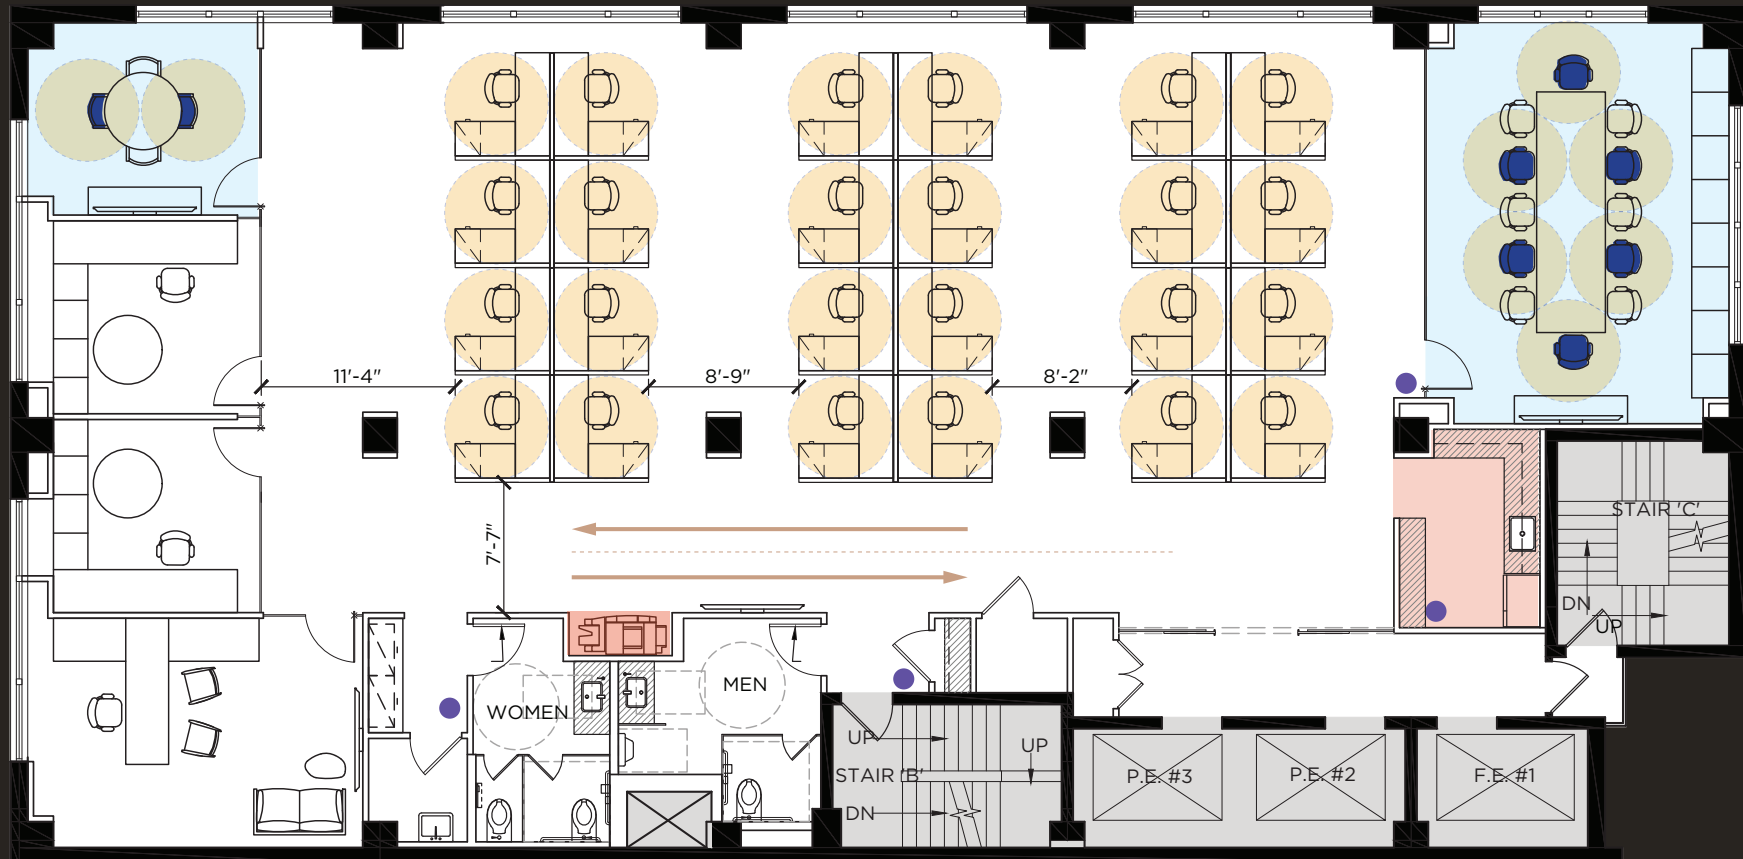 11'-4"
8'-9"
8'-2"
7'-7"
STAIR 'C'
DN
UP
MEN
WOMEN
UP
UP
STAIR 'B'
DN
P.E. #3
P.E. #2
F.E. #1